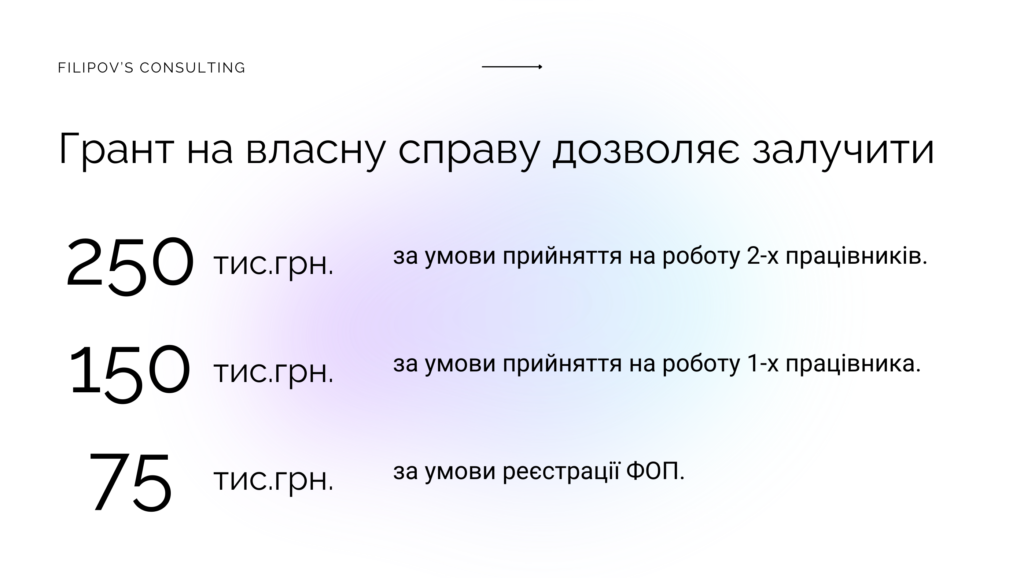 FILIPOV'S CONSULTING
Грант на власну справу дозволяє залучити
250 тис.грн. за умови прийняття на роботу 2-х працівників.
150 тис.грн. за умови прийняття на роботу 1-х працівника.
75 тис.грн. за умови реєстрації ФОП.